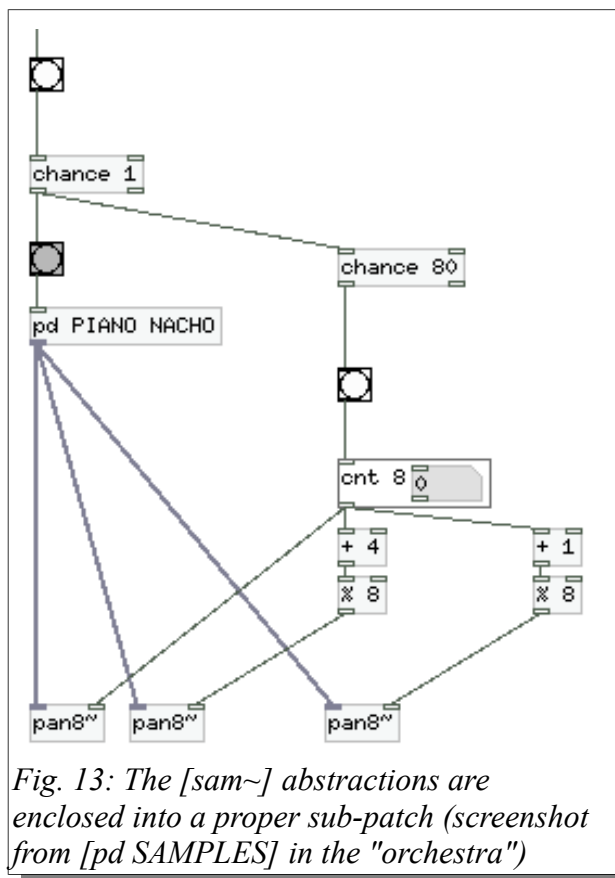 chance 1
chance 80
pd PIANO NACHO
cnt 8 0
+ 4
+ 1
% 8
% 8
pan8~
pan8~
pan8~
Fig. 13: The [sam~] abstractions are
enclosed into a proper sub-patch (screenshot
from [pd SAMPLES] in the "orchestra")